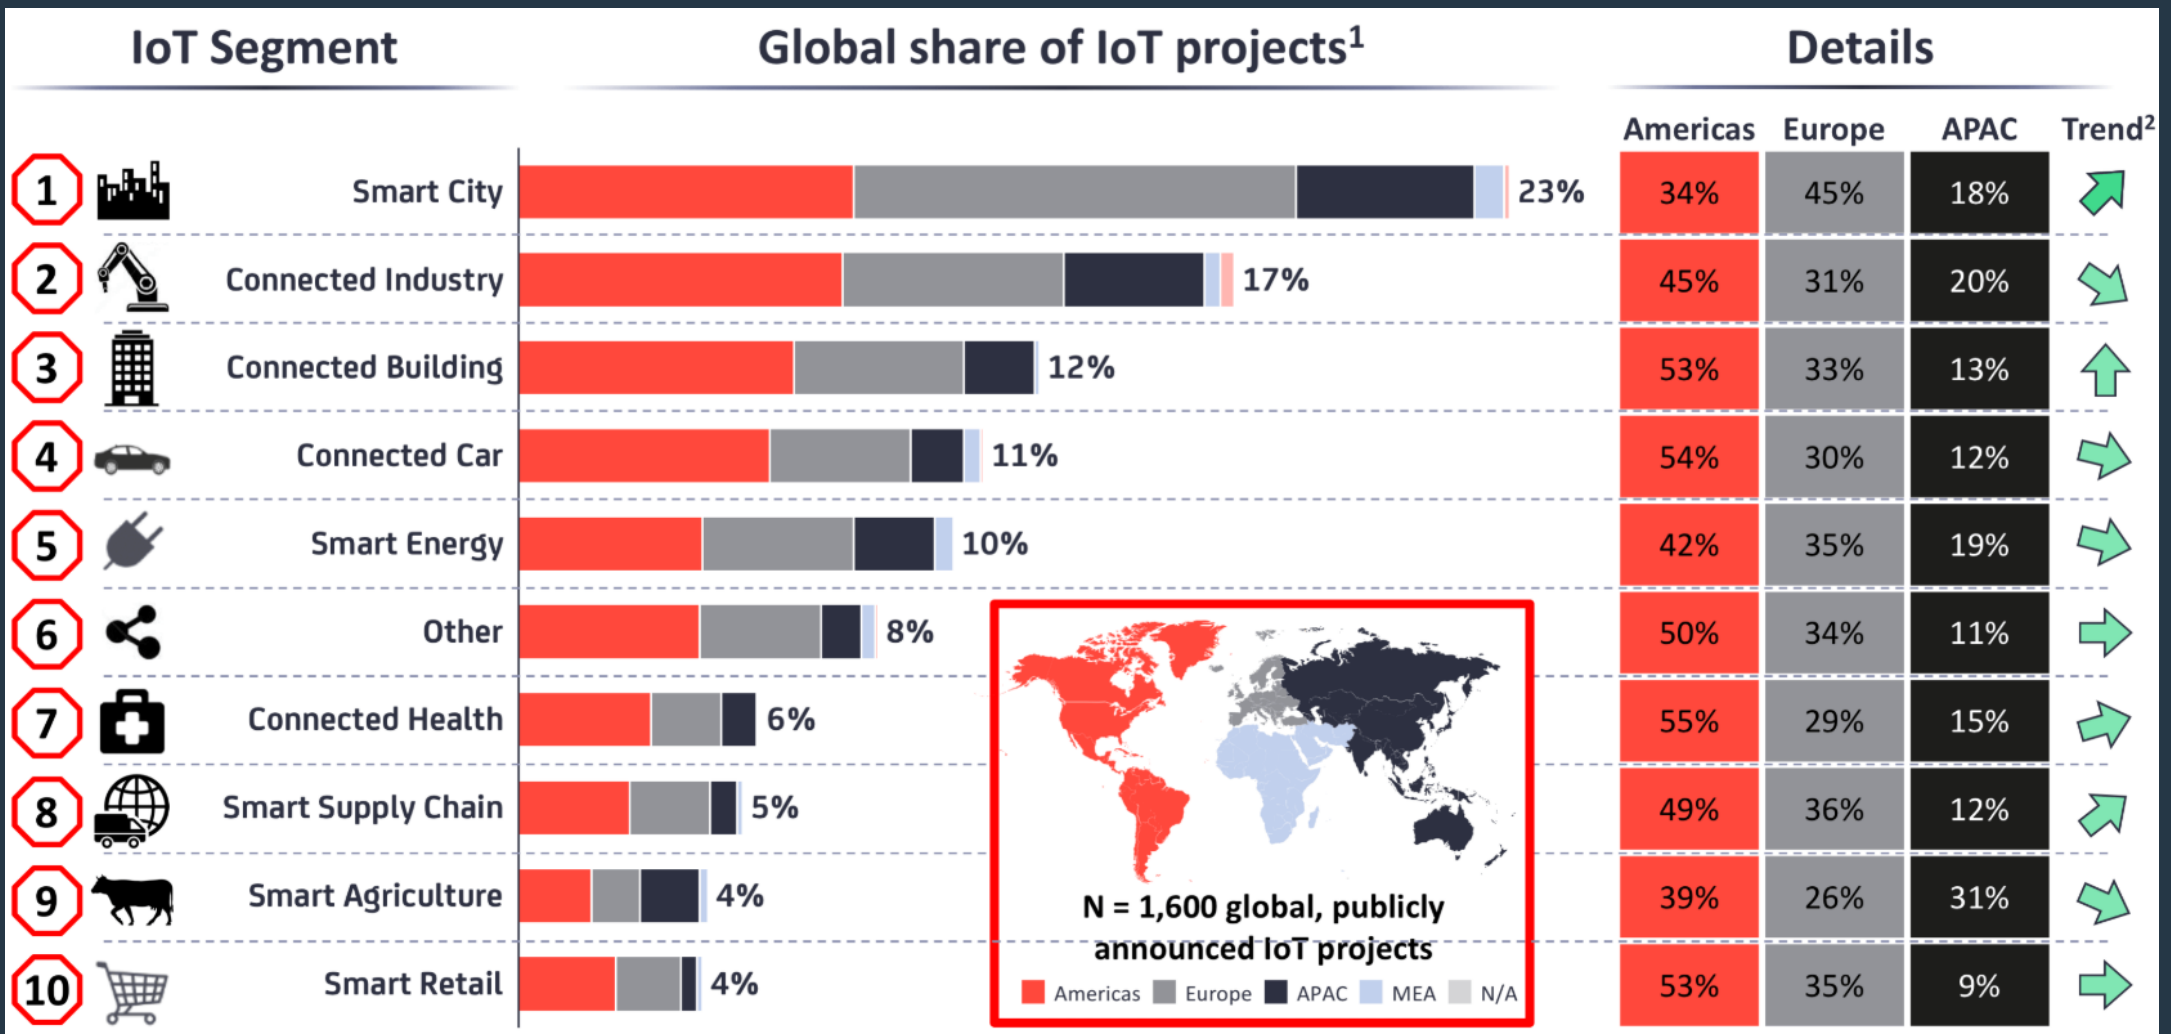 IoT Segment
Global share of IoT projects¹
Details
Americas Europe APAC Trend²
1 Smart City 23% 34% 45% 18%
2 Connected Industry 17% 45% 31% 20%
3 Connected Building 12% 53% 33% 13%
4 Connected Car 11% 54% 30% 12%
5 Smart Energy 10% 42% 35% 19%
6 Other 8% 50% 34% 11%
7 Connected Health 6% 55% 29% 15%
8 Smart Supply Chain 5% 49% 36% 12%
9 Smart Agriculture 4% 39% 26% 31%
10 Smart Retail 4% 53% 35% 9%
N = 1,600 global, publicly
announced IoT projects
Americas Europe APAC MEA N/A